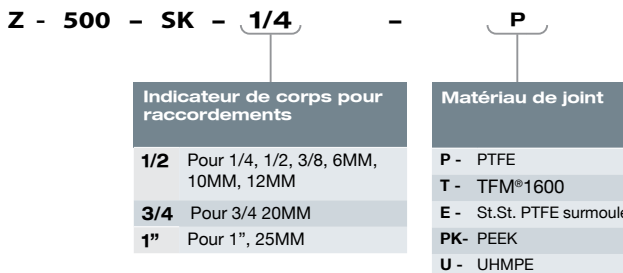 Z - 500 – SK – 1/4 – P
Indicateur de corps pour
raccordements
1/2 Pour 1/4, 1/2, 3/8, 6MM,
10MM, 12MM
3/4 Pour 3/4 20MM
1” Pour 1”, 25MM
Matériau de joint
P - PTFE
T - TFM®1600
E - St.St. PTFE surmoulé
PK- PEEK
U - UHMPE